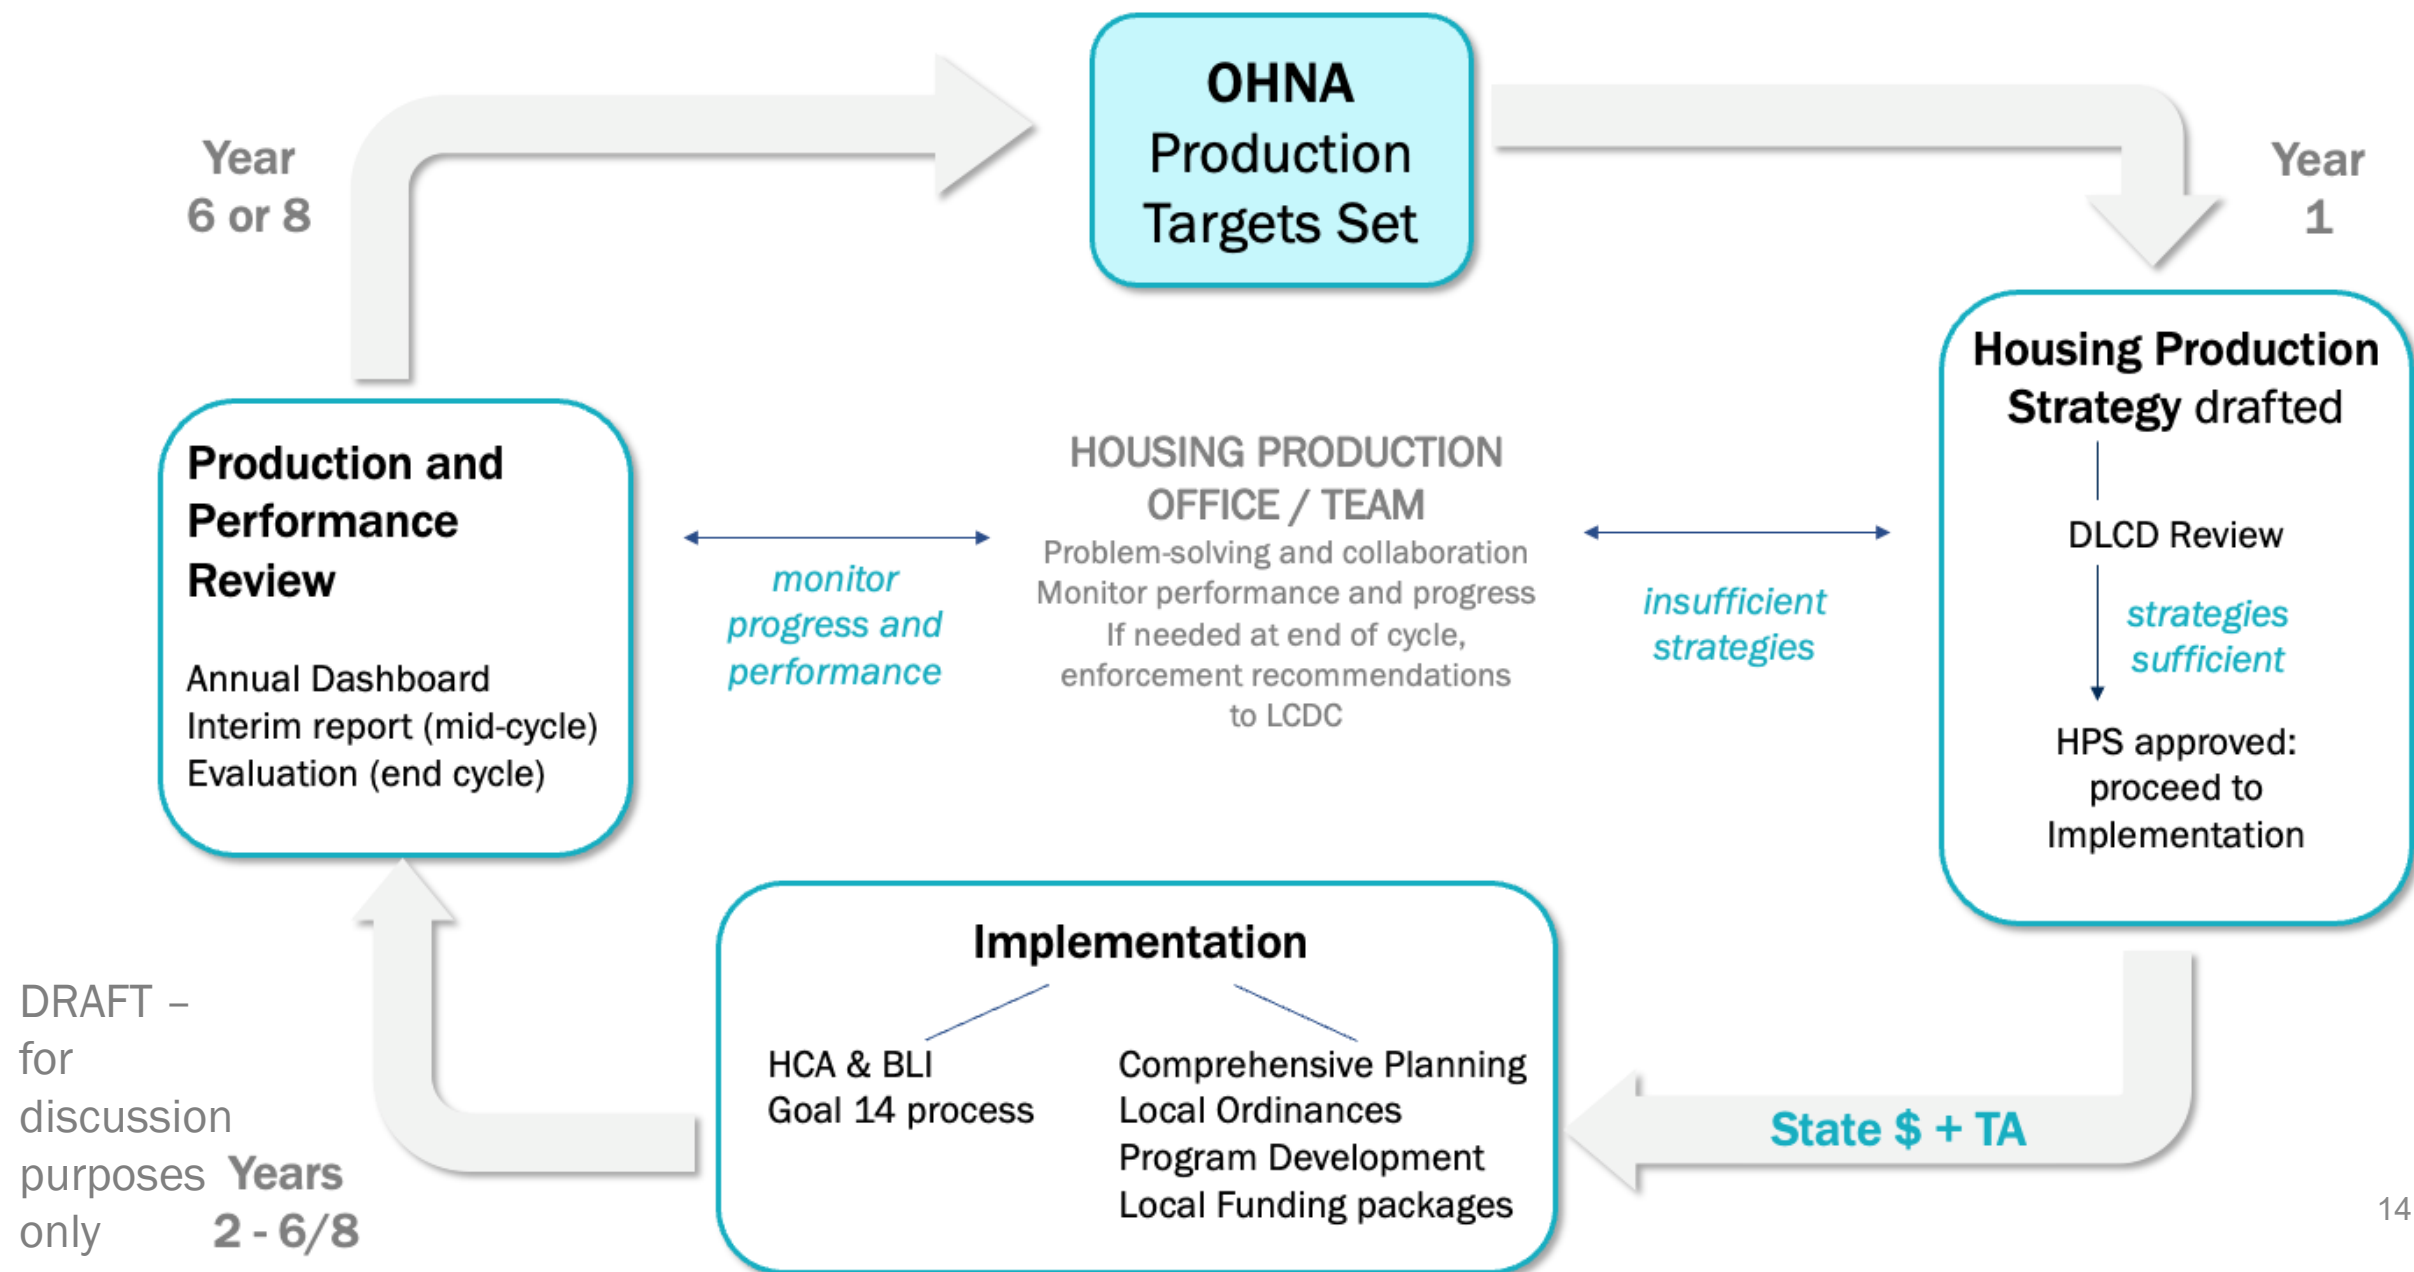 OHNA
Production
Targets Set
Year
6 or 8
Year
1
Housing Production
Strategy drafted
DLCD Review
strategies
sufficient
HPS approved:
proceed to
Implementation
Production and
Performance
Review
Annual Dashboard
Interim report (mid-cycle)
Evaluation (end cycle)
monitor
progress and
performance
HOUSING PRODUCTION
OFFICE / TEAM
Problem-solving and collaboration
Monitor performance and progress
If needed at end of cycle,
enforcement recommendations
to LCDC
insufficient
strategies
Implementation
HCA & BLI
Goal 14 process
Comprehensive Planning
Local Ordinances
Program Development
Local Funding packages
State $ + TA
DRAFT –
for
discussion
purposes
only
Years
2 - 6/8
14